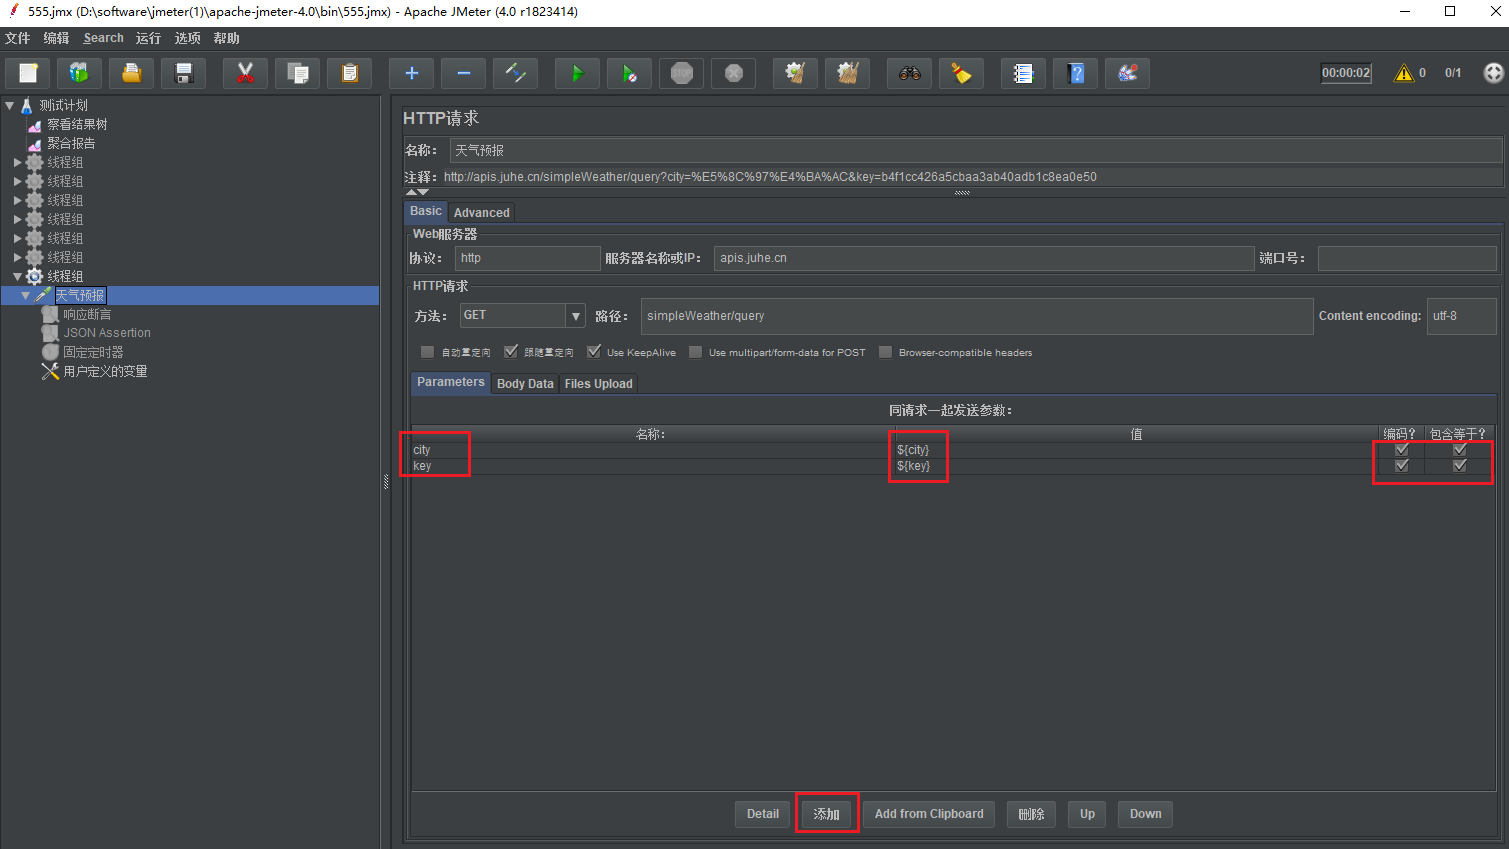 555.jmx (D:\software\jmeter(1)\apache-jmeter-4.0\bin\555.jmx) - Apache JMeter (4.0 r1823414)
文件 编辑 Search 运行 选项 帮助
STOP 00:00:02 0 0/1
测试计划
察看结果树
聚合报告
线程组
线程组
线程组
线程组
线程组
线程组
线程组
天气预报
响应断言
JSON Assertion
固定定时器
用户定义的变量
HTTP请求
名称: 天气预报
注释: http://apis.juhe.cn/simpleWeather/query?city=%E5%8C%97%E4%BA%AC&key=b4f1cc426a5cbaa3ab40adb1c8ea0e50
Basic Advanced
Web服务器
协议: http 服务器名称或IP: apis.juhe.cn 端口号:
HTTP请求
方法: GET 路径: simpleWeather/query Content encoding: utf-8
自动重定向 跟随重定向 Use KeepAlive Use multipart/form-data for POST Browser-compatible headers
Parameters Body Data Files Upload
同请求一起发送参数:
名称: 值 编码? 包含等于?
city ${city}
key ${key}
Detail 添加 Add from Clipboard 删除 Up Down